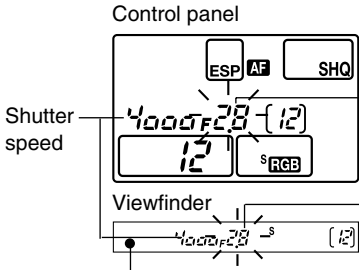 Control panel
ESP AF SHQ
Shutter speed
4000 F2.8 [12]
12 S RGB
Viewfinder
4000 F2.8 S [12]